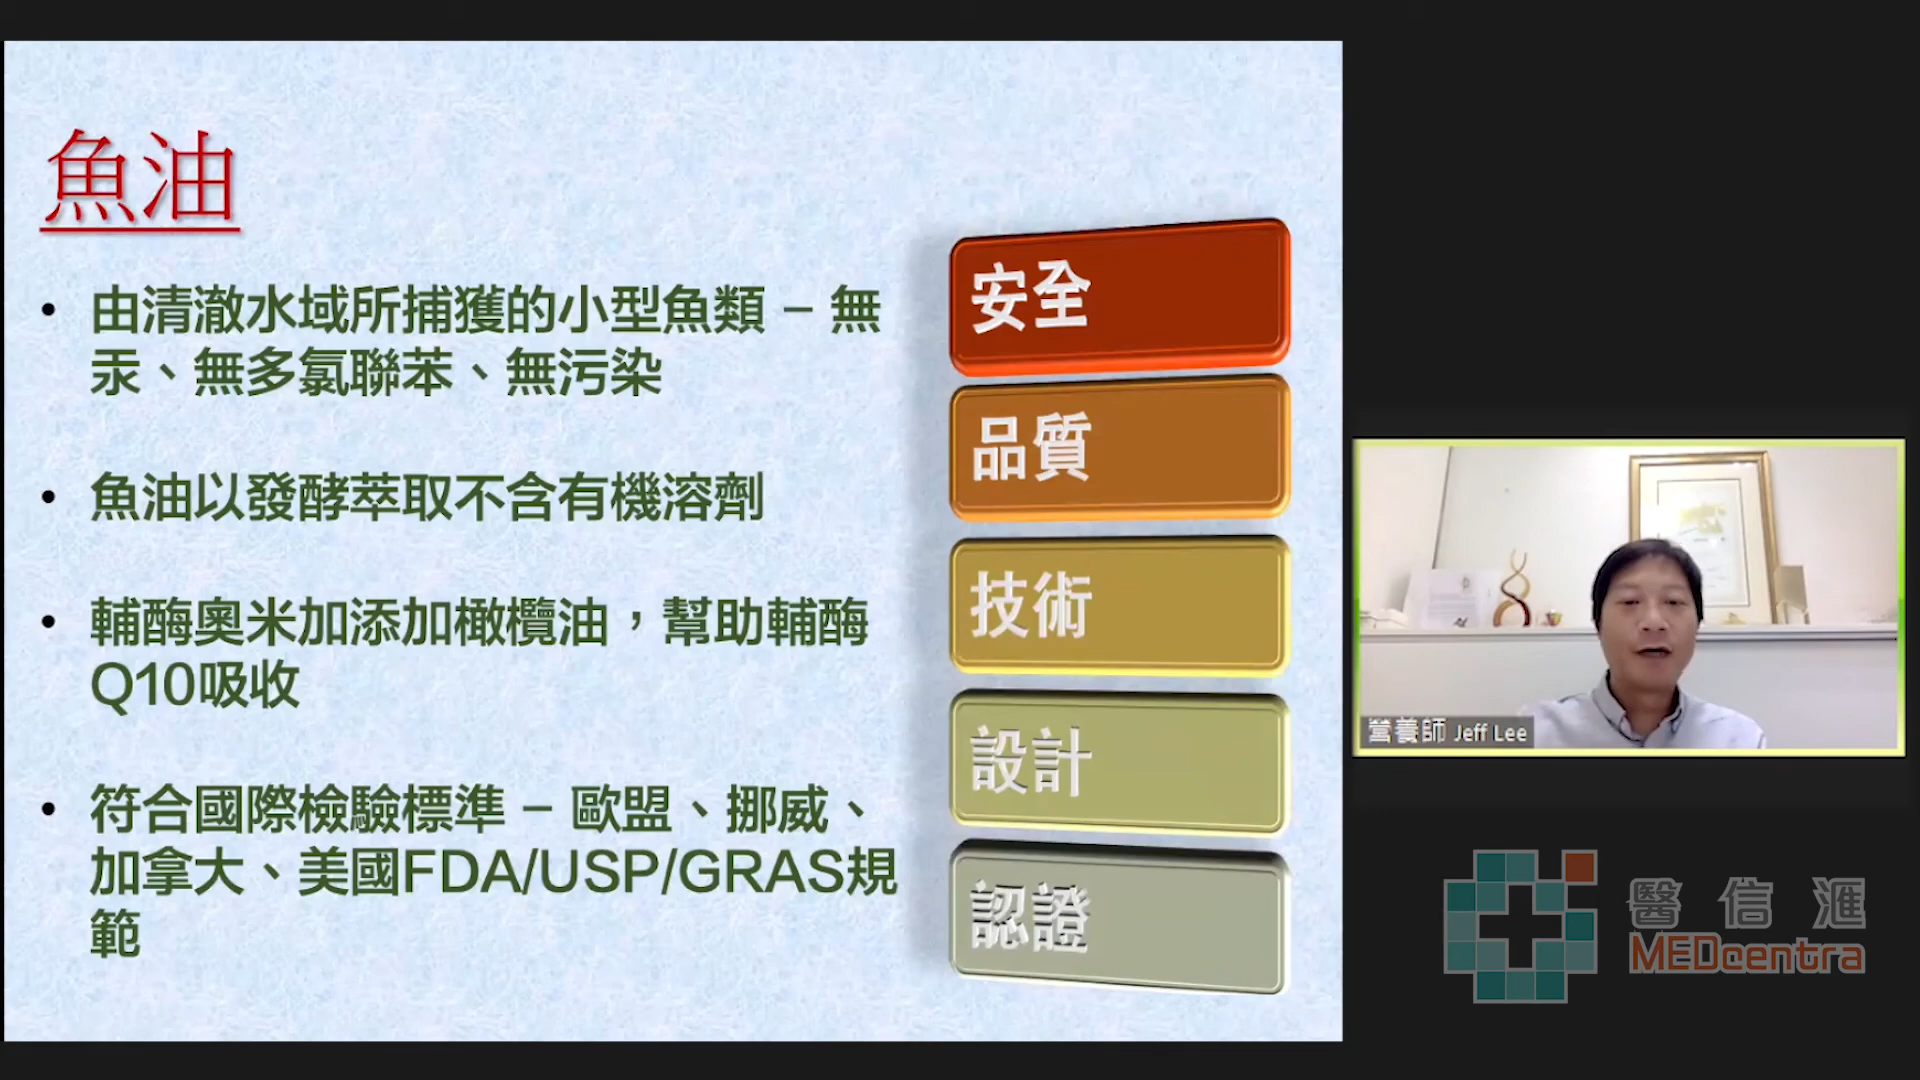 魚油
• 由清澈水域所捕獲的小型魚類 – 無
汞、無多氯聯苯、無污染
• 魚油以發酵萃取不含有機溶劑
• 輔酶奧米加添加橄欖油，幫助輔酶
Q10吸收
• 符合國際檢驗標準 – 歐盟、挪威、
加拿大、美國FDA/USP/GRAS規
範
安全
品質
技術
設計
認證
營養師 Jeff Lee
醫信滙
MEDcentra